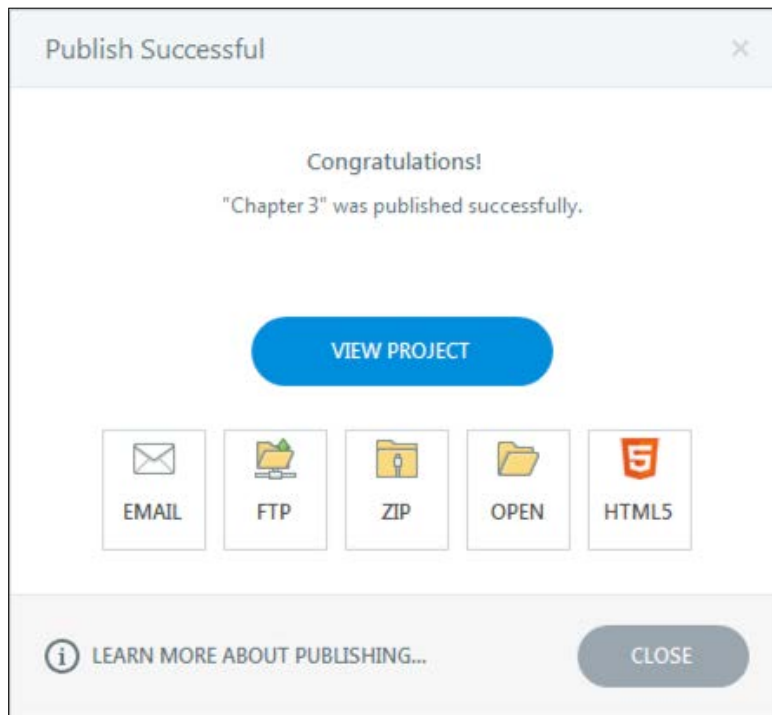 Publish Successful
Congratulations!
"Chapter 3" was published successfully.
VIEW PROJECT
EMAIL FTP ZIP OPEN HTML5
LEARN MORE ABOUT PUBLISHING... CLOSE